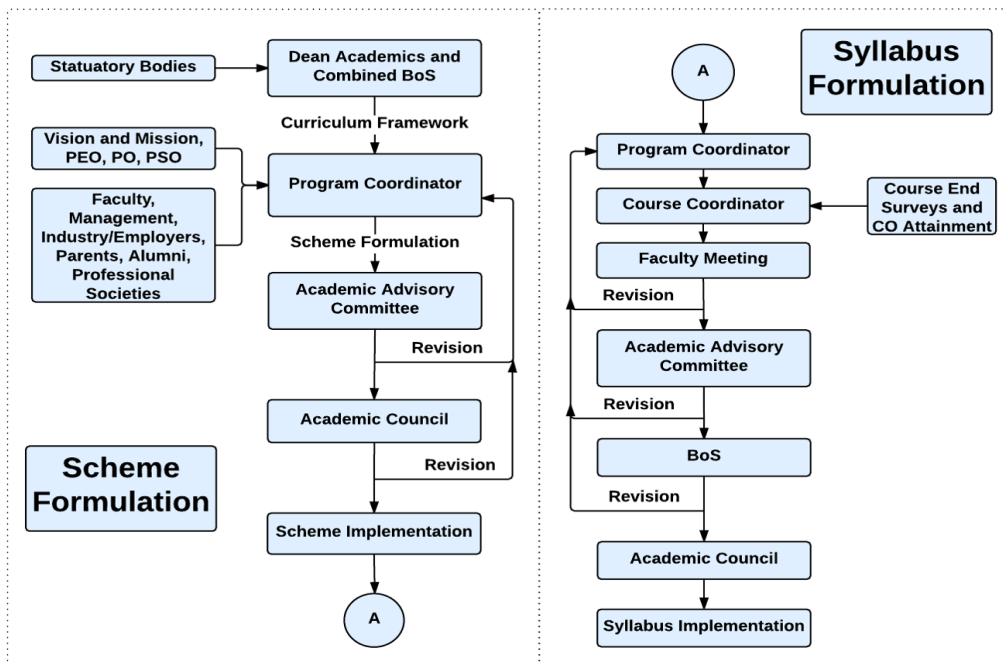 Statuatory Bodies
Dean Academics and
Combined BoS
Curriculum Framework
Vision and Mission,
PEO, PO, PSO
Program Coordinator
Faculty,
Management,
Industry/Employers,
Parents, Alumni,
Professional
Societies
Scheme Formulation
Academic Advisory
Committee
Revision
Academic Council
Revision
Scheme
Formulation
Scheme Implementation
A
Syllabus
Formulation
A
Program Coordinator
Course Coordinator
Course End
Surveys and
CO Attainment
Faculty Meeting
Revision
Academic Advisory
Committee
Revision
BoS
Revision
Academic Council
Syllabus Implementation